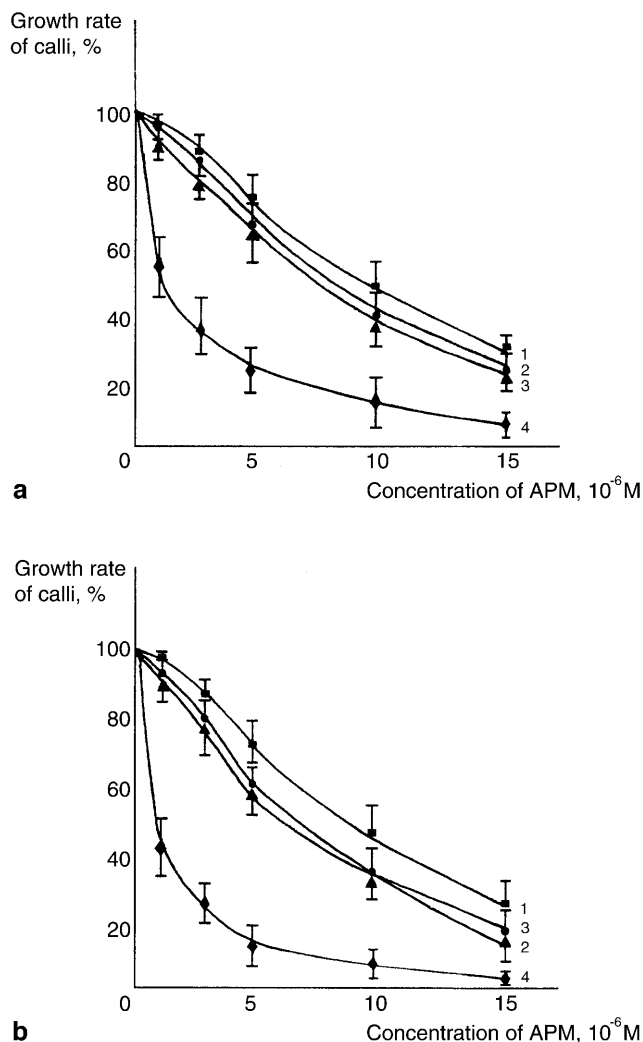 Growth rate
of calli, %
100
80
60
40
20
1
2
3
4
0 5 10 15
a Concentration of APM, 10⁻⁶M
Growth rate
of calli, %
100
80
60
40
20
1
3
2
4
0 5 10 15
b Concentration of APM, 10⁻⁶M